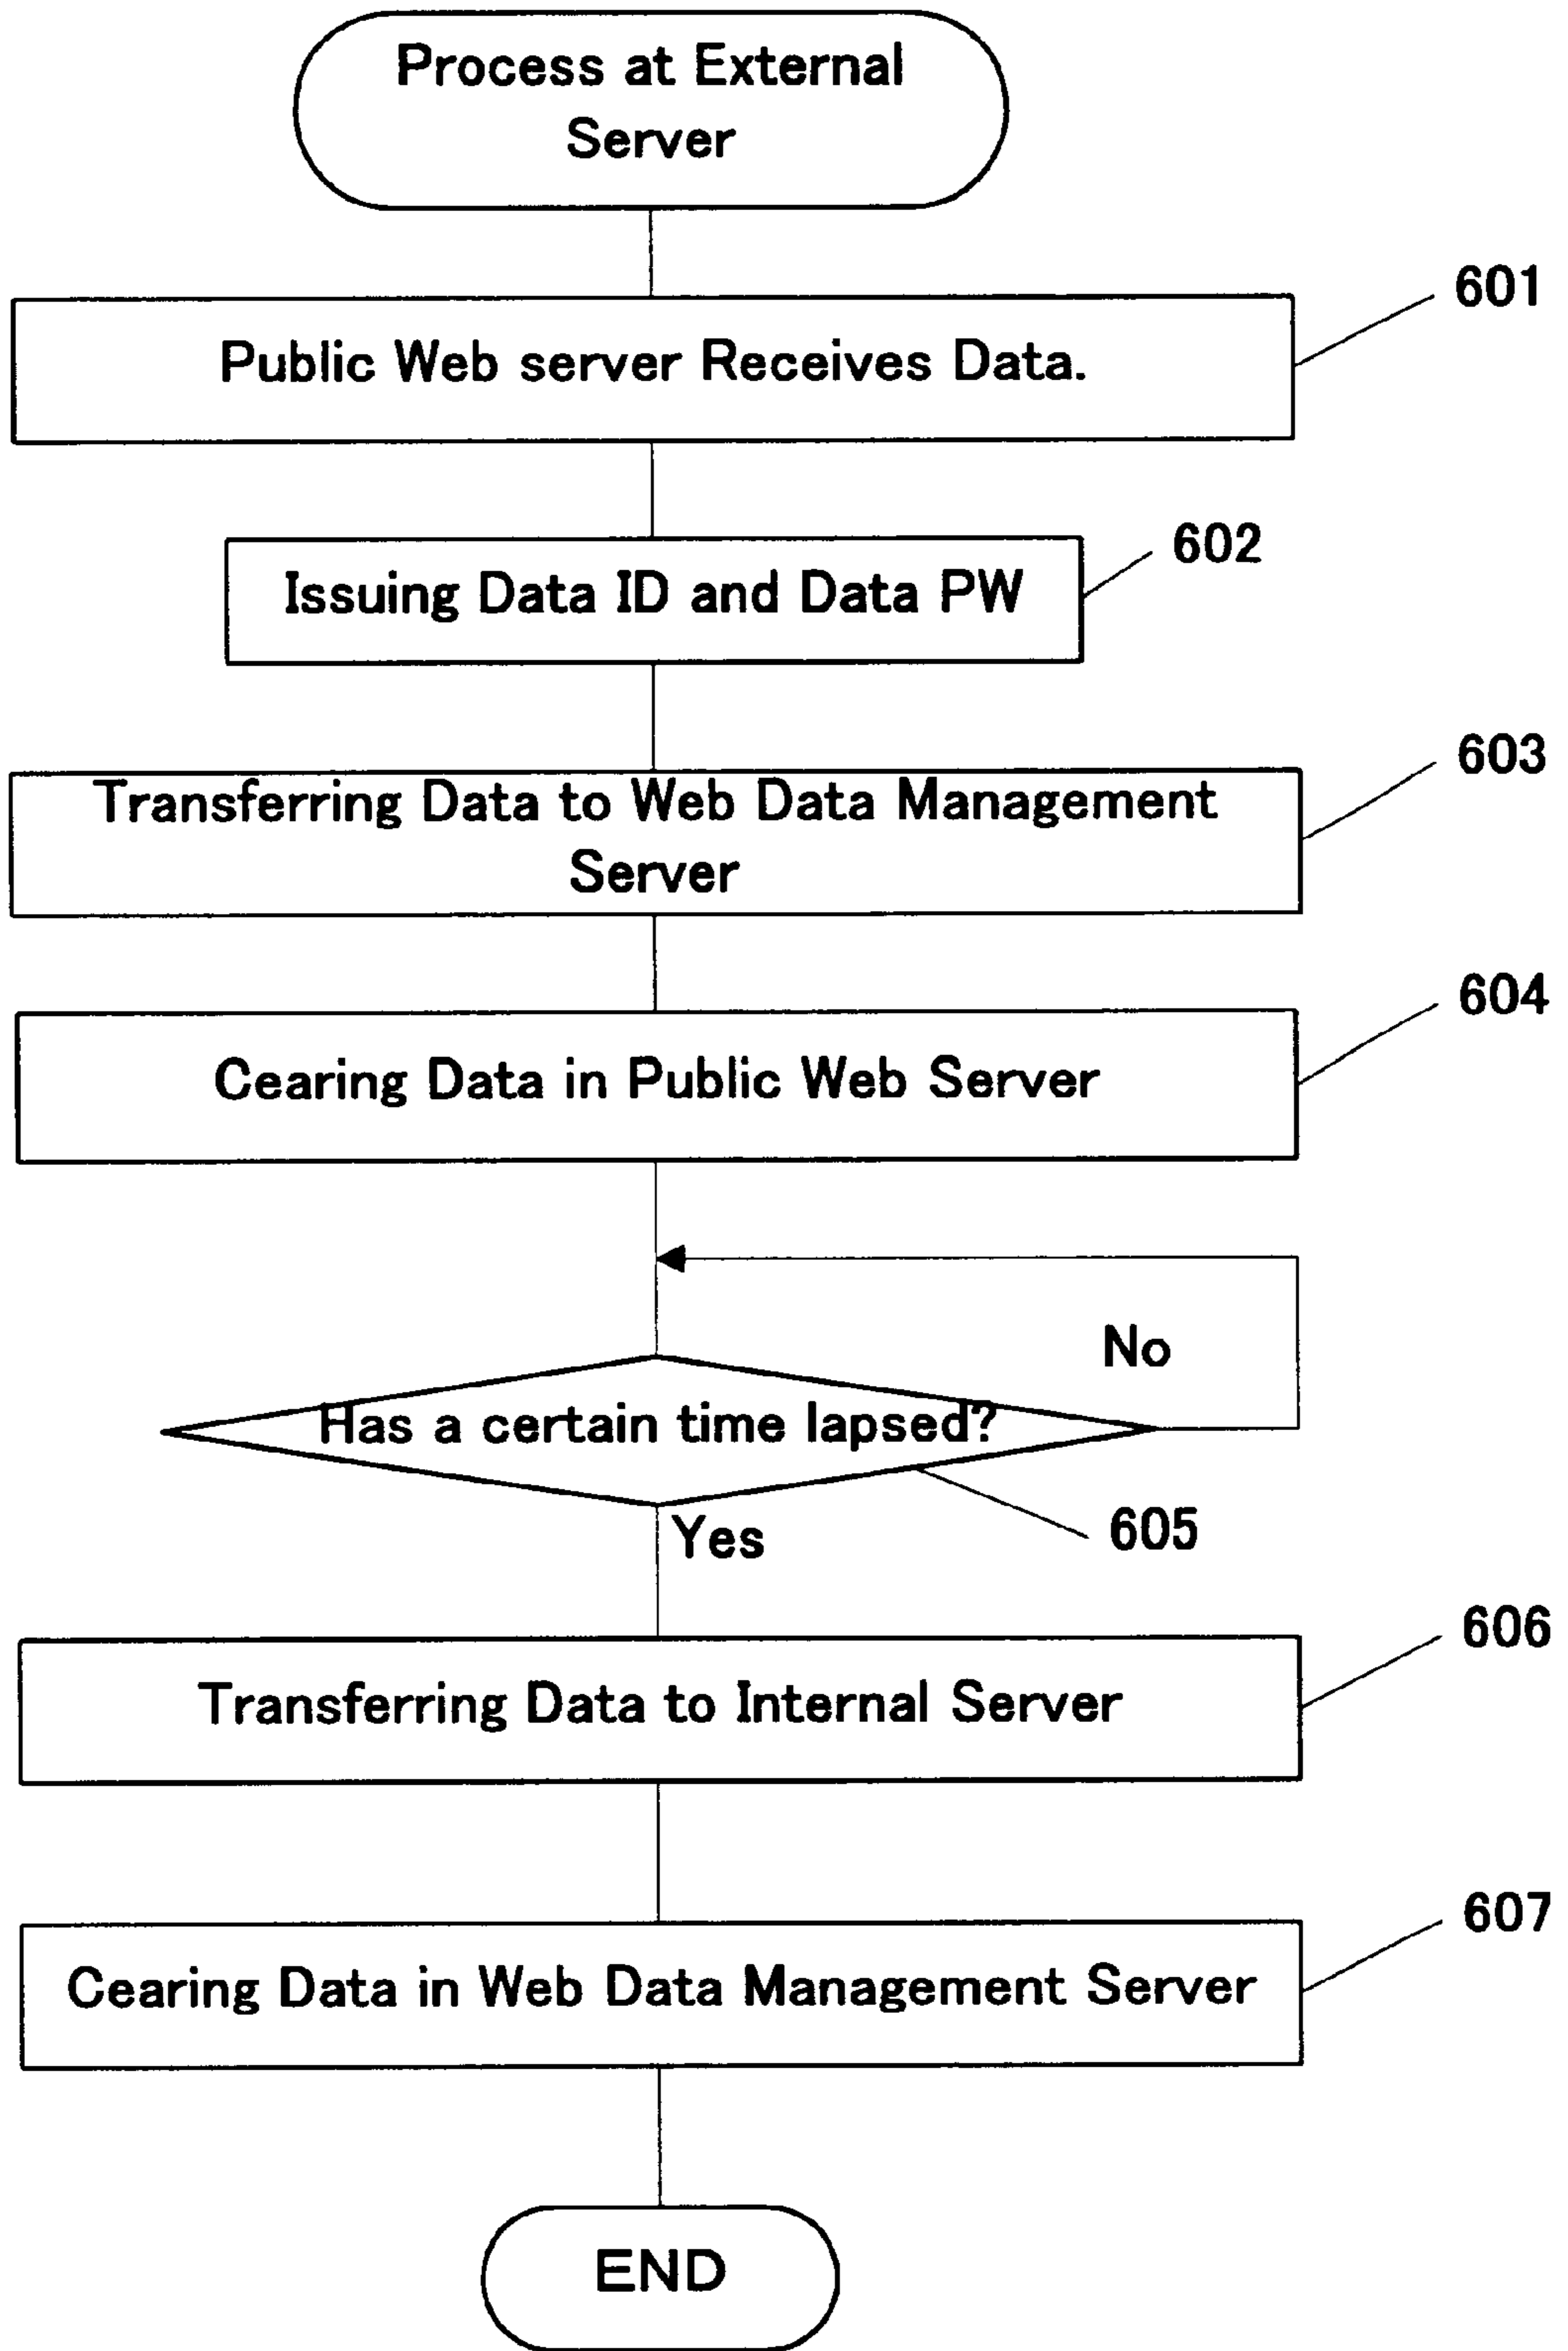 Process at External
Server
601
Public Web server Receives Data.
602
Issuing Data ID and Data PW
603
Transferring Data to Web Data Management
Server
604
Cearing Data in Public Web Server
No
Has a certain time lapsed?
605
Yes
606
Transferring Data to Internal Server
607
Cearing Data in Web Data Management Server
END